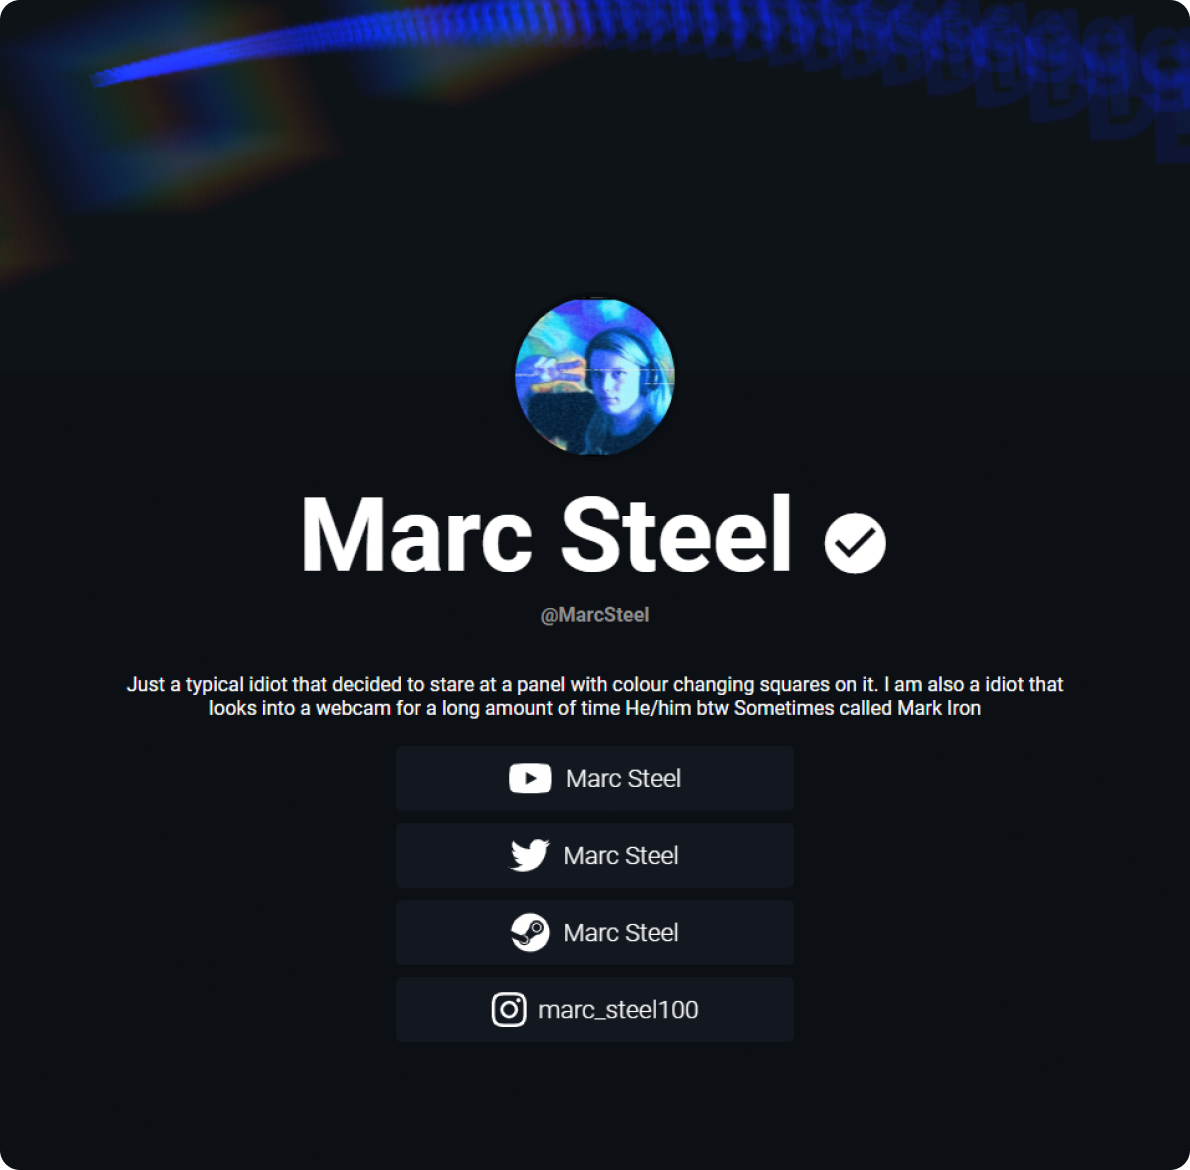 Marc Steel
@MarcSteel
Just a typical idiot that decided to stare at a panel with colour changing squares on it. I am also a idiot that
looks into a webcam for a long amount of time He/him btw Sometimes called Mark Iron
Marc Steel
Marc Steel
Marc Steel
marc_steel100